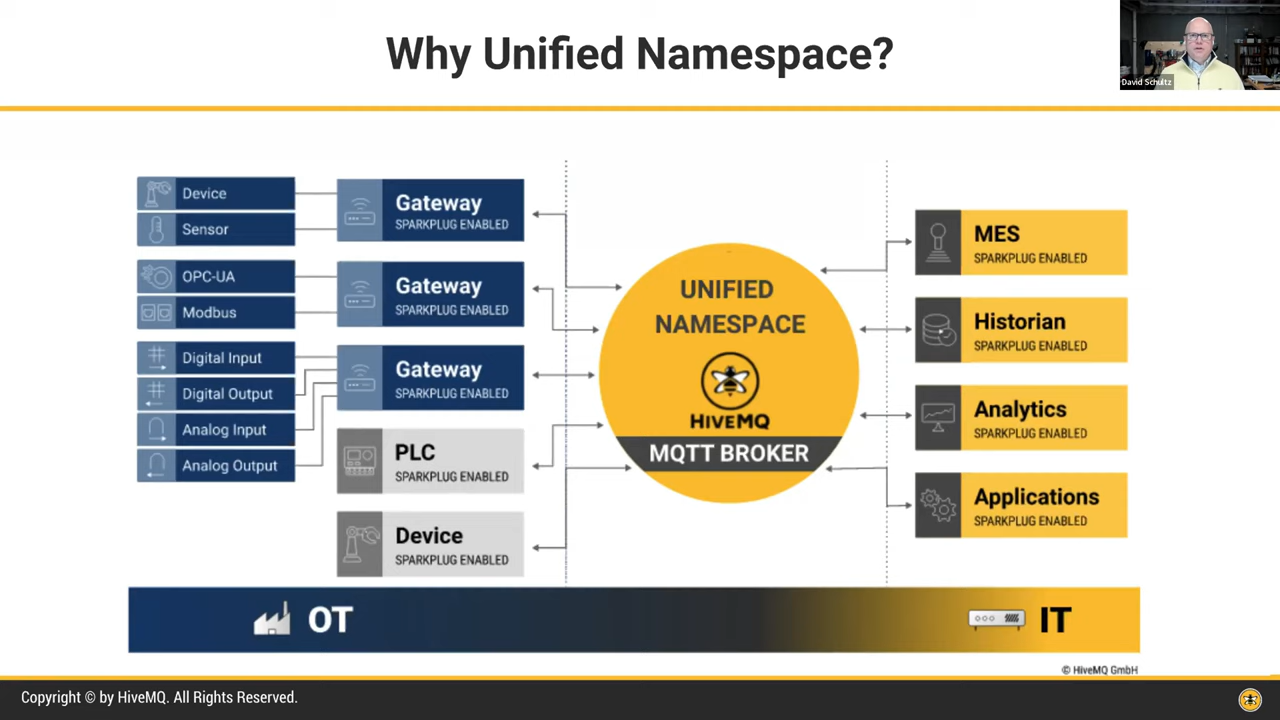 Why Unified Namespace?
David Schultz
Device
Sensor
OPC-UA
Modbus
Digital Input
Digital Output
Analog Input
Analog Output
Gateway
SPARKPLUG ENABLED
Gateway
SPARKPLUG ENABLED
Gateway
SPARKPLUG ENABLED
PLC
SPARKPLUG ENABLED
Device
SPARKPLUG ENABLED
UNIFIED
NAMESPACE
HIVEMQ
MQTT BROKER
MES
SPARKPLUG ENABLED
Historian
SPARKPLUG ENABLED
Analytics
SPARKPLUG ENABLED
Applications
SPARKPLUG ENABLED
OT
IT
© HiveMQ GmbH
Copyright © by HiveMQ. All Rights Reserved.